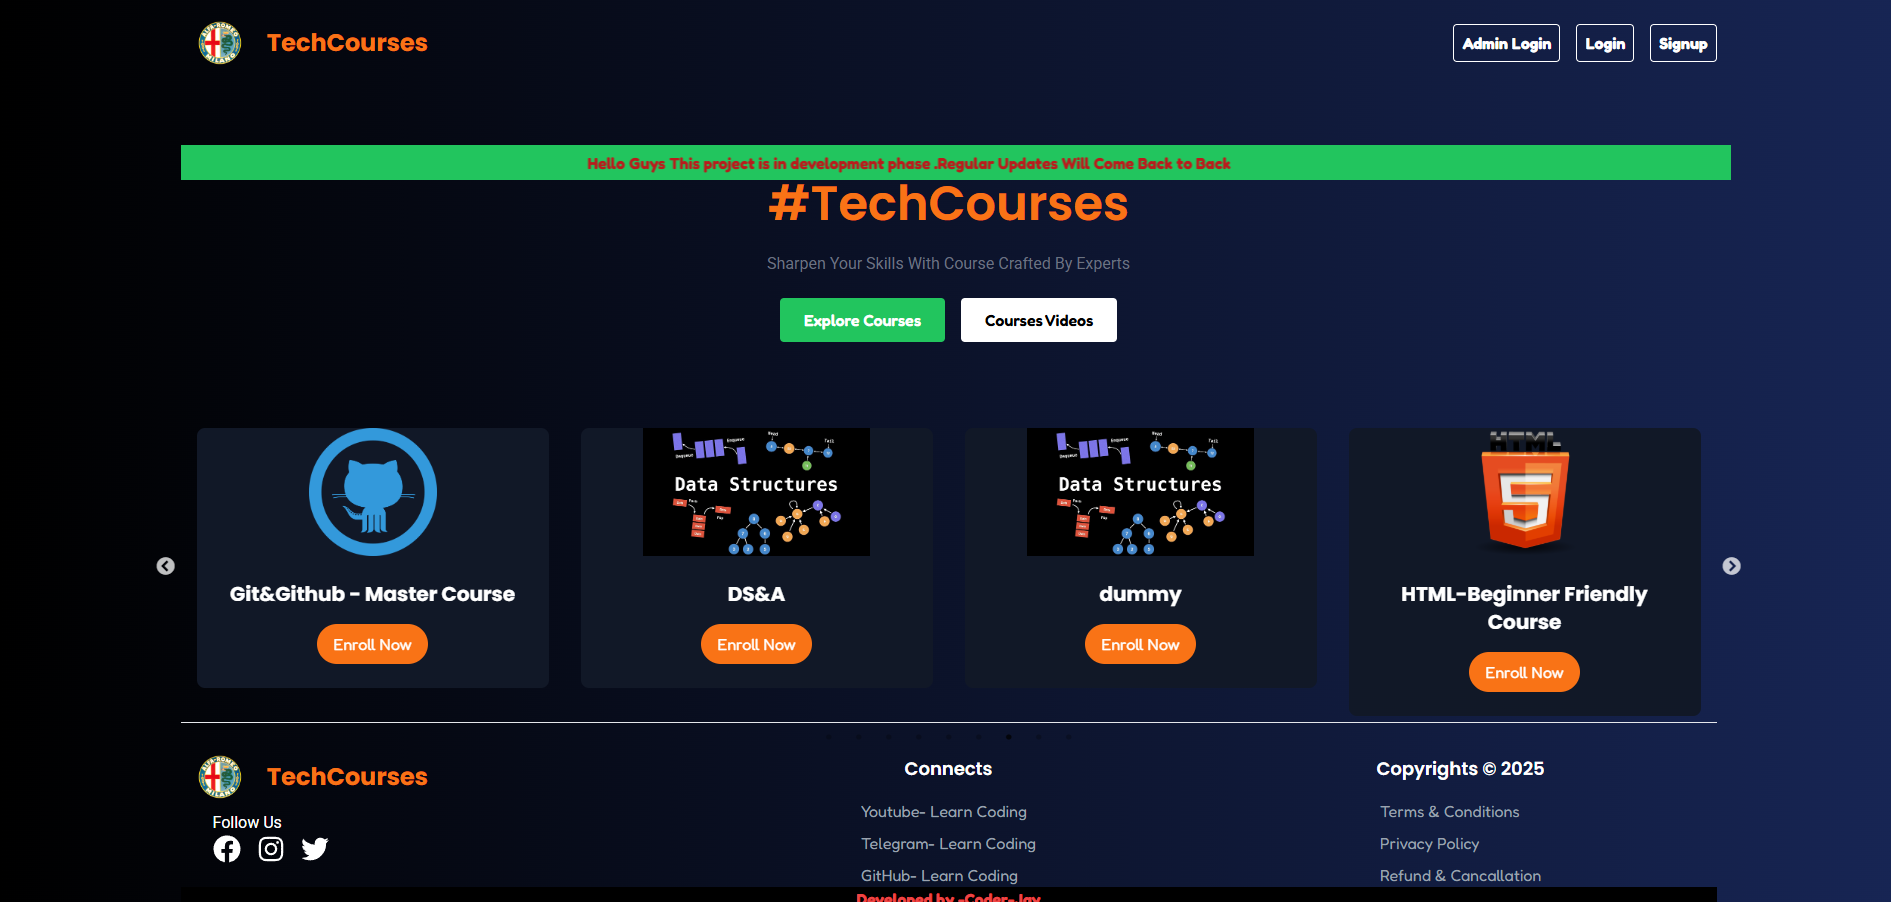 TechCourses
Admin Login
Login
Signup
Hello Guys This project is in development phase .Regular Updates Will Come Back to Back
#TechCourses
Sharpen Your Skills With Course Crafted By Experts
Explore Courses
Courses Videos
Data Structures
Data Structures
HTML
5
Git&Github - Master Course
DS&A
dummy
HTML-Beginner Friendly
Course
Enroll Now
Enroll Now
Enroll Now
Enroll Now
TechCourses
Follow Us
Connects
Youtube- Learn Coding
Telegram- Learn Coding
GitHub- Learn Coding
Copyrights © 2025
Terms & Conditions
Privacy Policy
Refund & Cancallation
Developed by -Coder-Jay